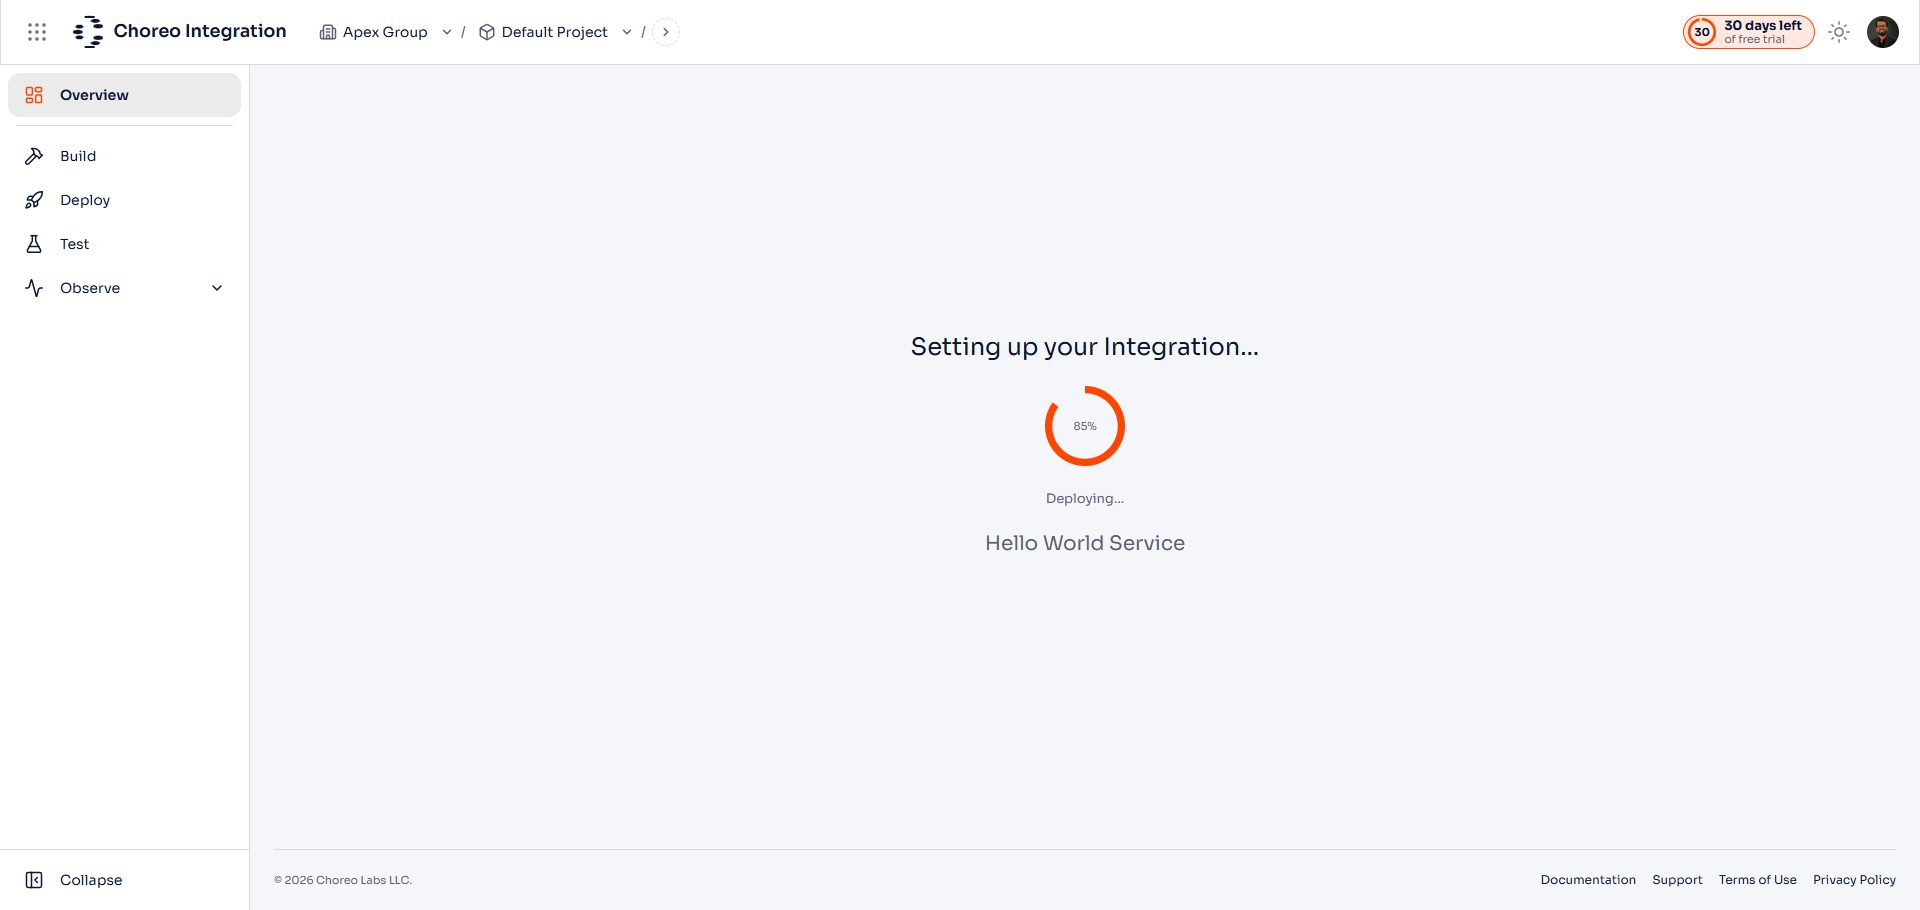 Choreo Integration
Apex Group / Default Project /
30
30 days left
of free trial
Overview
Build
Deploy
Test
Observe
Setting up your Integration...
85%
Deploying...
Hello World Service
Collapse
© 2026 Choreo Labs LLC.
Documentation Support Terms of Use Privacy Policy